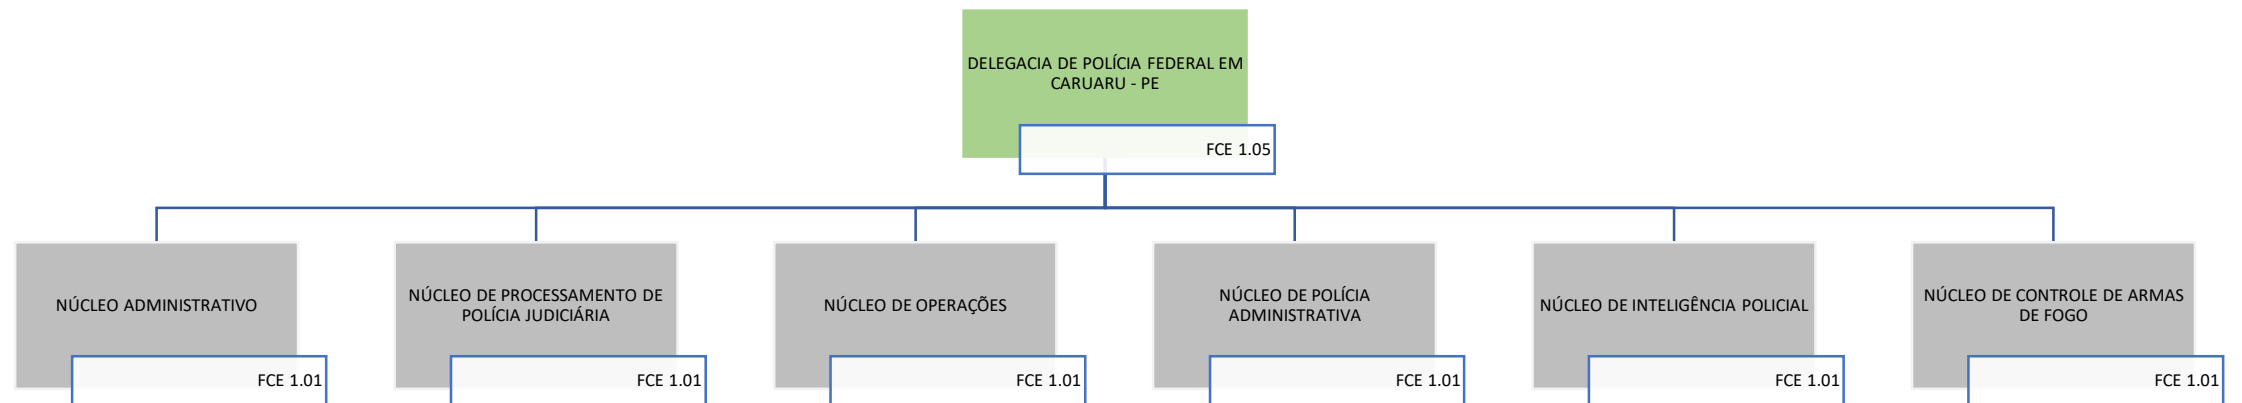 DELEGACIA DE POLÍCIA FEDERAL EM
CARUARU - PE
FCE 1.05
NÚCLEO ADMINISTRATIVO
FCE 1.01
NÚCLEO DE PROCESSAMENTO DE
POLÍCIA JUDICIÁRIA
FCE 1.01
NÚCLEO DE OPERAÇÕES
FCE 1.01
NÚCLEO DE POLÍCIA
ADMINISTRATIVA
FCE 1.01
NÚCLEO DE INTELIGÊNCIA POLICIAL
FCE 1.01
NÚCLEO DE CONTROLE DE ARMAS
DE FOGO
FCE 1.01